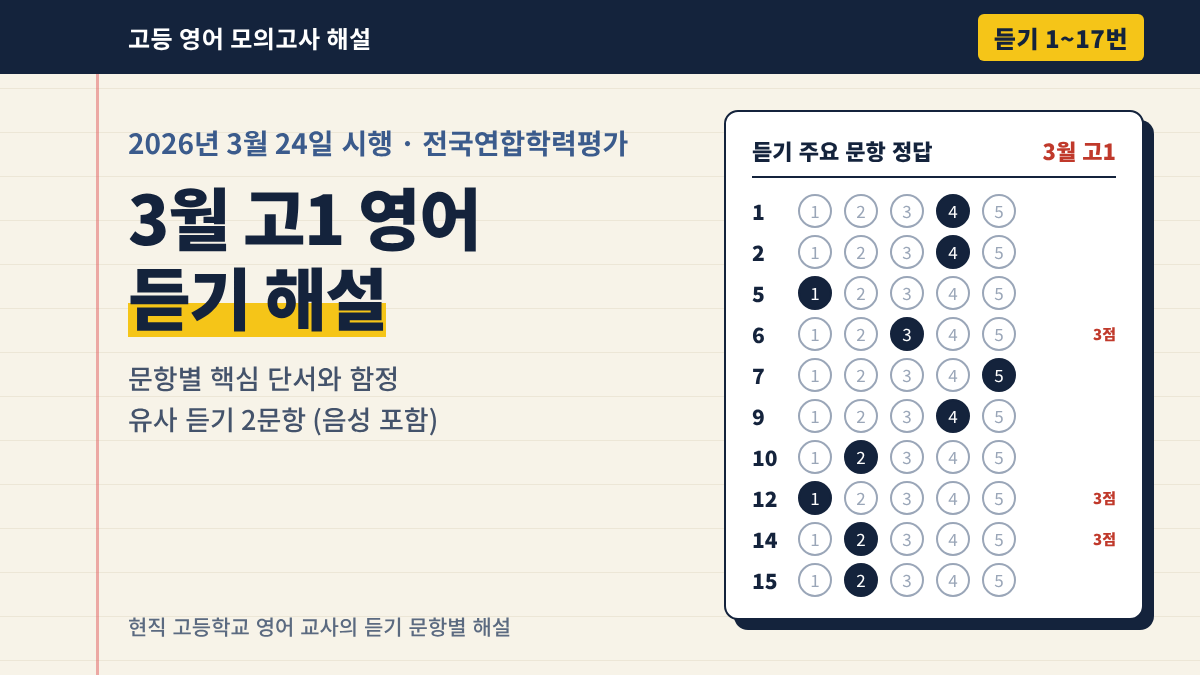 고등 영어 모의고사 해설
듣기 1~17번
2026년 3월 24일 시행 · 전국연합학력평가
3월 고1 영어
듣기 해설
문항별 핵심 단서와 함정
유사 듣기 2문항 (음성 포함)
현직 고등학교 영어 교사의 듣기 문항별 해설
듣기 주요 문항 정답 3월 고1
1 1 2 3 4 5
2 1 2 3 4 5
5 1 2 3 4 5
6 1 2 3 4 5 3점
7 1 2 3 4 5
9 1 2 3 4 5
10 1 2 3 4 5
12 1 2 3 4 5 3점
14 1 2 3 4 5 3점
15 1 2 3 4 5